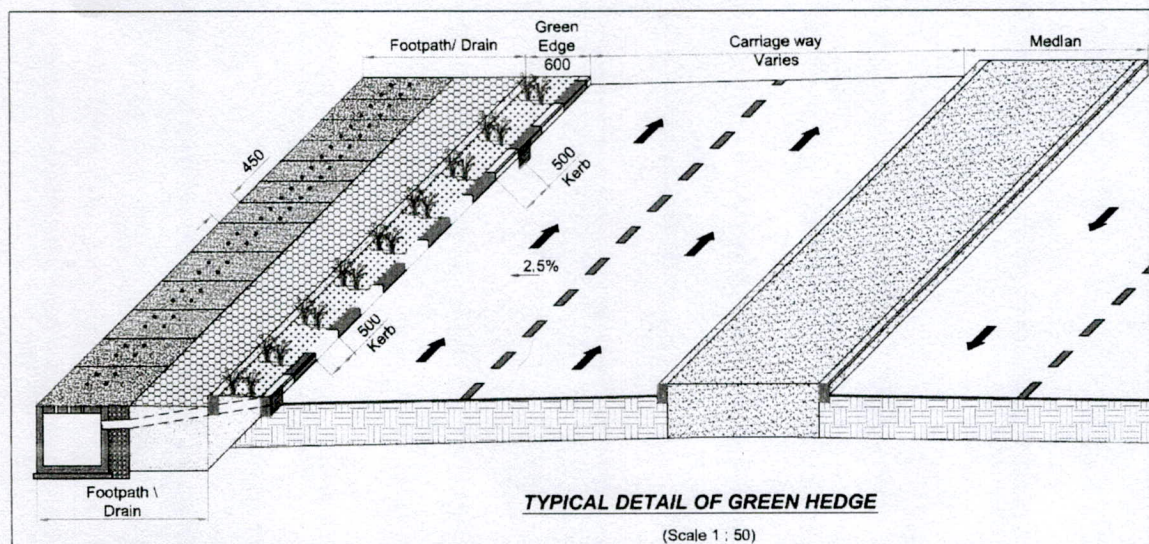 Footpath/ Drain
Green
Edge
600
Carriage way
Varies
Median
450
500
Kerb
2.5%
500
Kerb
Footpath \
Drain
TYPICAL DETAIL OF GREEN HEDGE
(Scale 1 : 50)